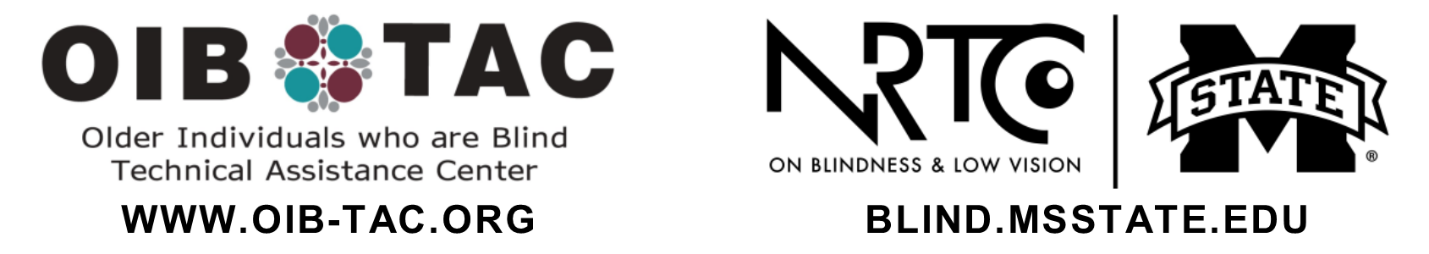 OIB TAC
Older Individuals who are Blind
Technical Assistance Center
WWW.OIB-TAC.ORG
NRTC
ON BLINDNESS & LOW VISION
M
STATE
®
BLIND.MSSTATE.EDU